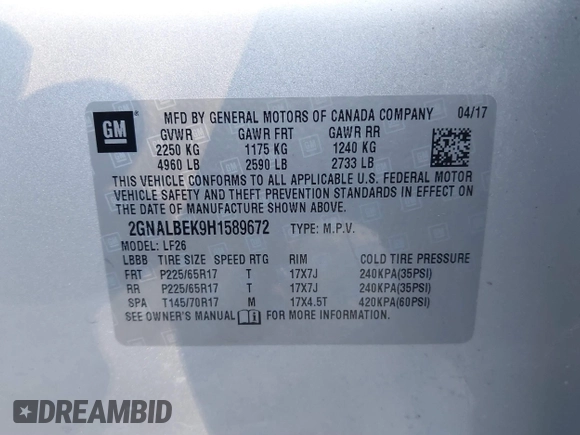 GM
MFD BY GENERAL MOTORS OF CANADA COMPANY 04/17
GVWR GAWR FRT GAWR RR
2250 KG 1175 KG 1240 KG
4960 LB 2590 LB 2733 LB
THIS VEHICLE CONFORMS TO ALL APPLICABLE U.S. FEDERAL MOTOR
VEHICLE SAFETY AND THEFT PREVENTION STANDARDS IN EFFECT ON
THE DATE OF MANUFACTURE SHOWN ABOVE.
2GNALBEK9H1589672 TYPE: M.P.V.
MODEL: LF26
LBBB TIRE SIZE SPEED RTG RIM COLD TIRE PRESSURE
FRT P225/65R17 T 17X7J 240KPA(35PSI)
RR P225/65R17 T 17X7J 240KPA(35PSI)
SPA T145/70R17 M 17X4.5T 420KPA(60PSI)
SEE OWNER'S MANUAL FOR MORE INFORMATION.
DREAMBID